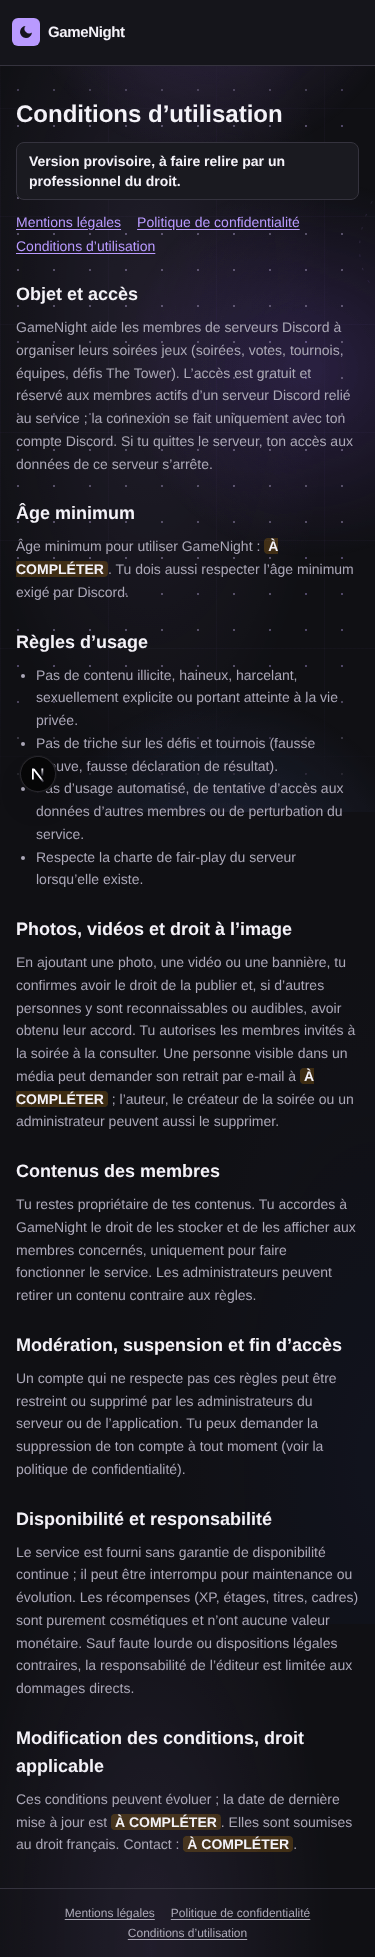 GameNight
Conditions d’utilisation
Version provisoire, à faire relire par un
professionnel du droit.
Mentions légales Politique de confidentialité
Conditions d’utilisation
Objet et accès
GameNight aide les membres de serveurs Discord à
organiser leurs soirées jeux (soirées, votes, tournois,
équipes, défis The Tower). L’accès est gratuit et
réservé aux membres actifs d’un serveur Discord relié
au service ; la connexion se fait uniquement avec ton
compte Discord. Si tu quittes le serveur, ton accès aux
données de ce serveur s’arrête.
Âge minimum
Âge minimum pour utiliser GameNight : À
COMPLÉTER. Tu dois aussi respecter l’âge minimum
exigé par Discord.
Règles d’usage
• Pas de contenu illicite, haineux, harcelant,
sexuellement explicite ou portant atteinte à la vie
privée.
• Pas de triche sur les défis et tournois (fausse
uve, fausse déclaration de résultat).
as d’usage automatisé, de tentative d’accès aux
données d’autres membres ou de perturbation du
service.
• Respecte la charte de fair-play du serveur
lorsqu’elle existe.
Photos, vidéos et droit à l’image
En ajoutant une photo, une vidéo ou une bannière, tu
confirmes avoir le droit de la publier et, si d’autres
personnes y sont reconnaissables ou audibles, avoir
obtenu leur accord. Tu autorises les membres invités à
la soirée à la consulter. Une personne visible dans un
média peut demander son retrait par e-mail à À
COMPLÉTER ; l’auteur, le créateur de la soirée ou un
administrateur peuvent aussi le supprimer.
Contenus des membres
Tu restes propriétaire de tes contenus. Tu accordes à
GameNight le droit de les stocker et de les afficher aux
membres concernés, uniquement pour faire
fonctionner le service. Les administrateurs peuvent
retirer un contenu contraire aux règles.
Modération, suspension et fin d’accès
Un compte qui ne respecte pas ces règles peut être
restreint ou supprimé par les administrateurs du
serveur ou de l’application. Tu peux demander la
suppression de ton compte à tout moment (voir la
politique de confidentialité).
Disponibilité et responsabilité
Le service est fourni sans garantie de disponibilité
continue ; il peut être interrompu pour maintenance ou
évolution. Les récompenses (XP, étages, titres, cadres)
sont purement cosmétiques et n’ont aucune valeur
monétaire. Sauf faute lourde ou dispositions légales
contraires, la responsabilité de l’éditeur est limitée aux
dommages directs.
Modification des conditions, droit
applicable
Ces conditions peuvent évoluer ; la date de dernière
mise à jour est À COMPLÉTER. Elles sont soumises
au droit français. Contact : À COMPLÉTER.
Mentions légales Politique de confidentialité
Conditions d’utilisation